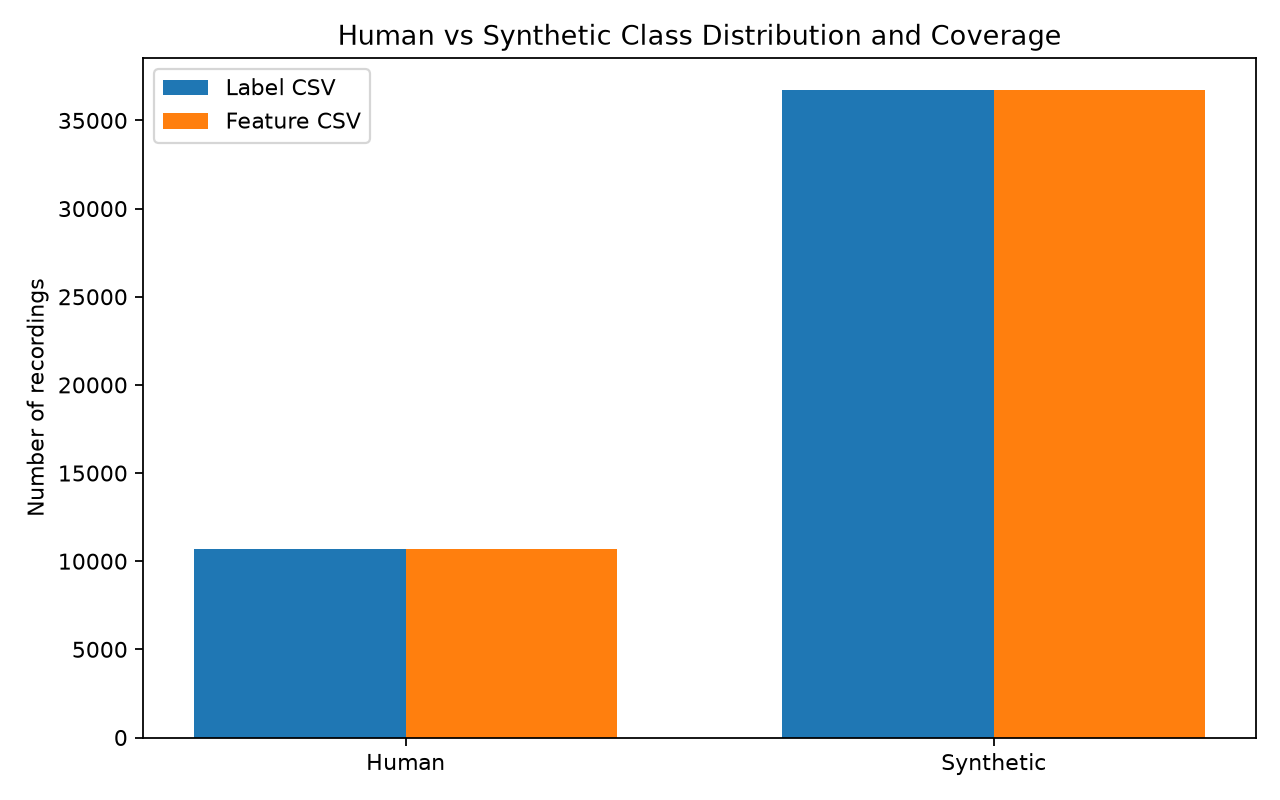 Human vs Synthetic Class Distribution and Coverage
Label CSV
Feature CSV
Number of recordings
35000
30000
25000
20000
15000
10000
5000
0
Human
Synthetic